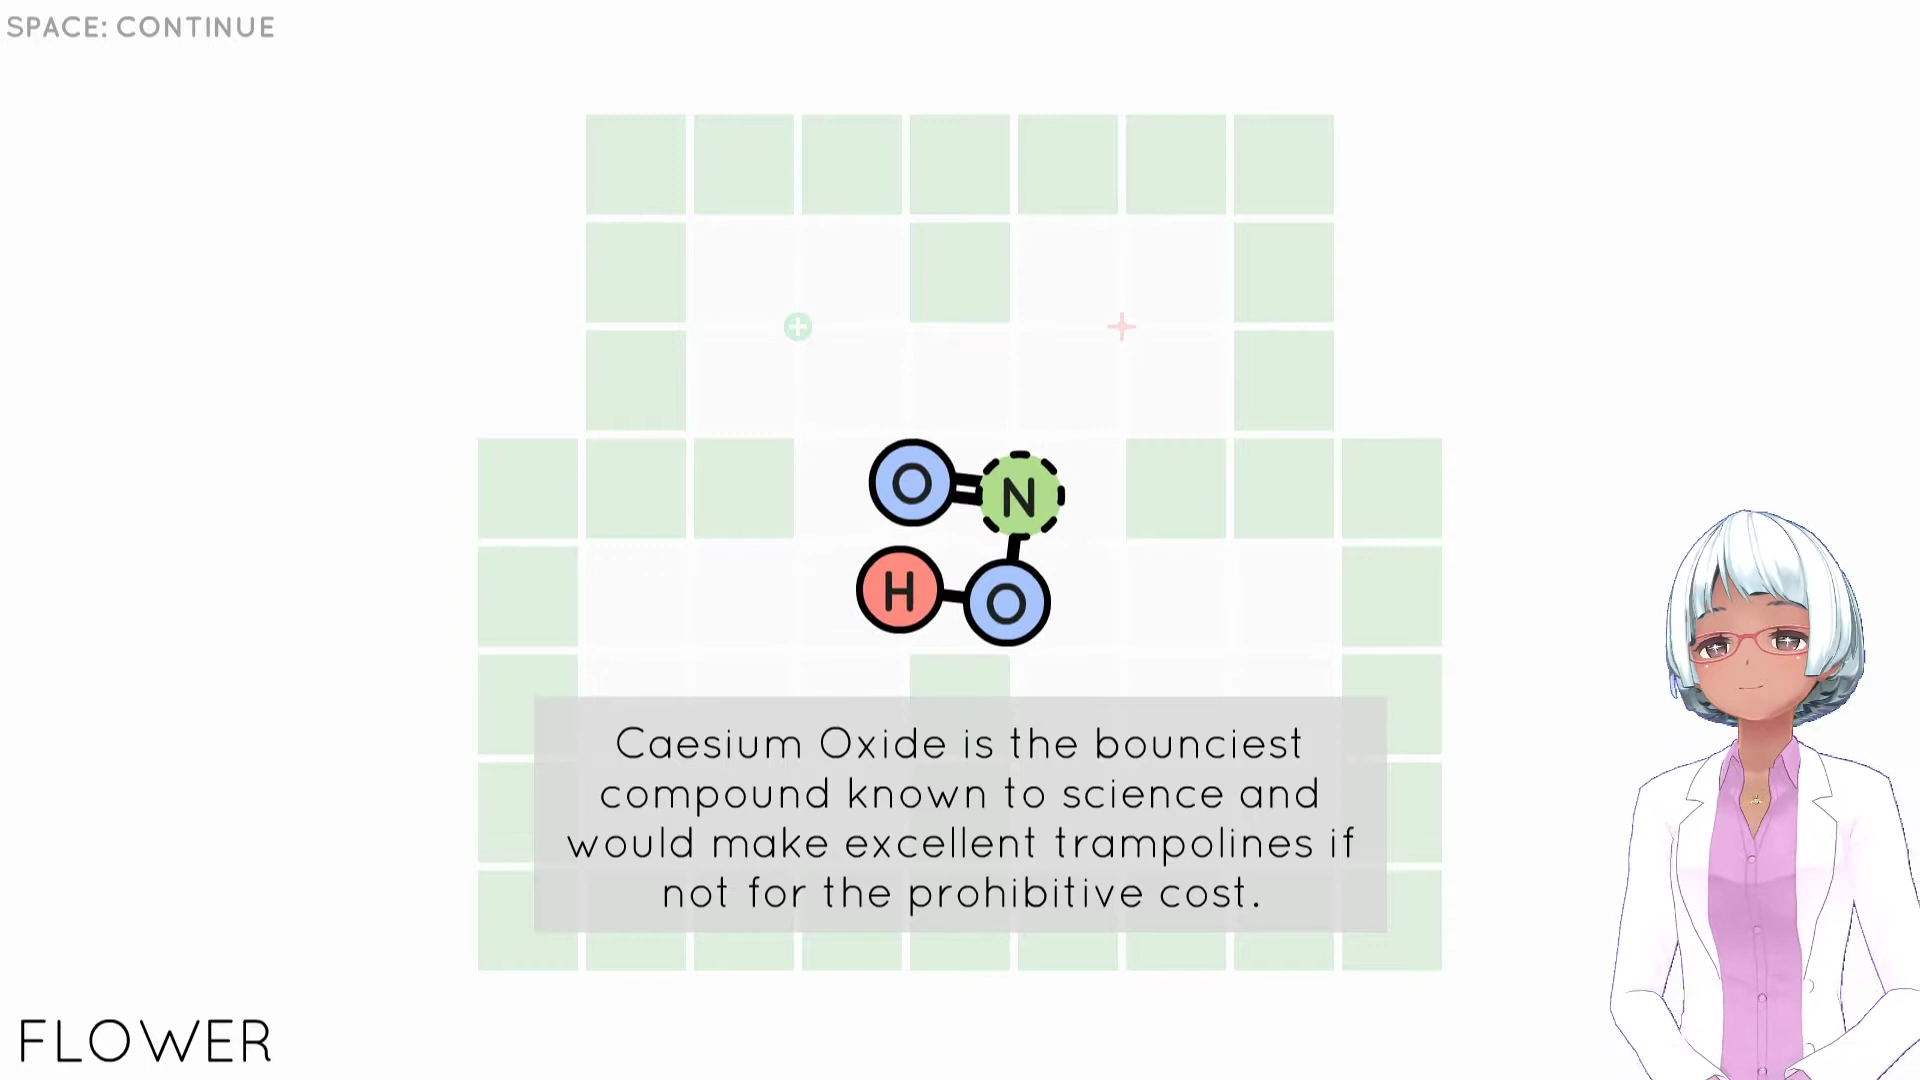 SPACE: CONTINUE
O
N
H
O
Caesium Oxide is the bounciest
compound known to science and
would make excellent trampolines if
not for the prohibitive cost.
FLOWER